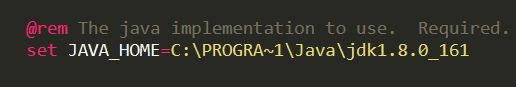 @rem The java implementation to use.  Required.
set JAVA_HOME=C:\PROGRA~1\Java\jdk1.8.0_161